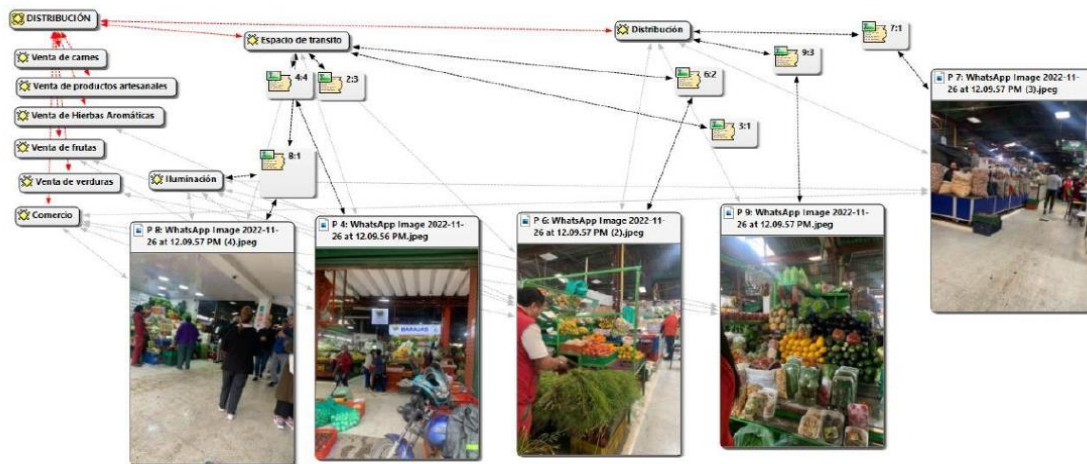 DISTRIBUCIÓN
Espacio de transito
Distribución
7:1
9:3
Venta de carnes
4:4
2:3
6:2
Venta de productos artesanales
P 7: WhatsApp Image 2022-11-
26 at 12.09.57 PM (3).jpeg
Venta de Hierbas Aromáticas
3:1
Venta de frutas
8:1
Venta de verduras
Iluminación
Comercio
P 8: WhatsApp Image 2022-11-
26 at 12.09.57 PM (4).jpeg
P 4: WhatsApp Image 2022-11-
26 at 12.09.56 PM.jpeg
P 6: WhatsApp Image 2022-11-
26 at 12.09.57 PM (2).jpeg
P 9: WhatsApp Image 2022-11-
26 at 12.09.57 PM.jpeg
BARAJAS